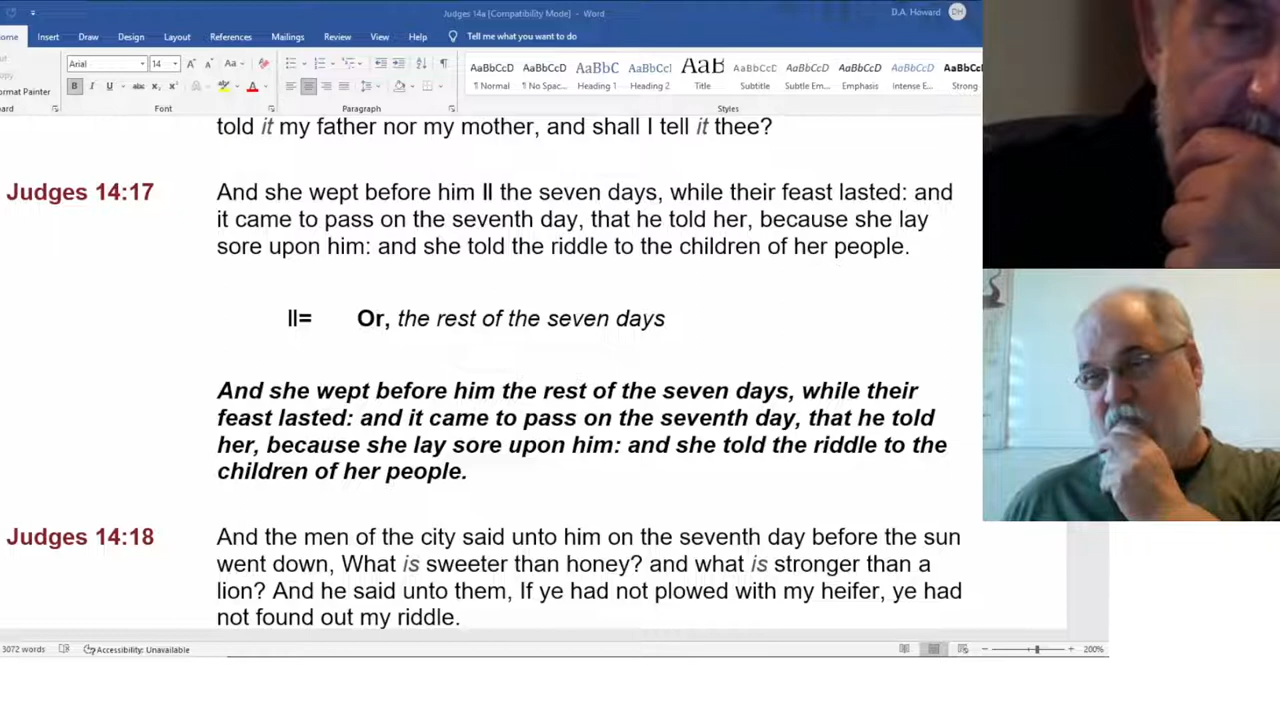 Judges 14a [Compatibility Mode] - Word
D.A. Howard
DH
ome Insert Draw Design Layout References Mailings Review View Help Tell me what you want to do
Arial 14
AaBbCcD AaBbCcD AaBbC AaBbCcI AaB AaBbCcD AaBbCcD AaBbCcD AaBbCcD AaBbCcD
ormat Painter
¶ Normal ¶ No Spac... Heading 1 Heading 2 Title Subtitle Subtle Em... Emphasis Intense E... Strong
Font Paragraph Styles
told it my father nor my mother, and shall I tell it thee?
Judges 14:17 And she wept before him ǁ the seven days, while their feast lasted: and
it came to pass on the seventh day, that he told her, because she lay
sore upon him: and she told the riddle to the children of her people.
ǁ= Or, the rest of the seven days
And she wept before him the rest of the seven days, while their
feast lasted: and it came to pass on the seventh day, that he told
her, because she lay sore upon him: and she told the riddle to the
children of her people.
Judges 14:18 And the men of the city said unto him on the seventh day before the sun
went down, What is sweeter than honey? and what is stronger than a
lion? And he said unto them, If ye had not plowed with my heifer, ye had
not found out my riddle.
3072 words Accessibility: Unavailable 200%